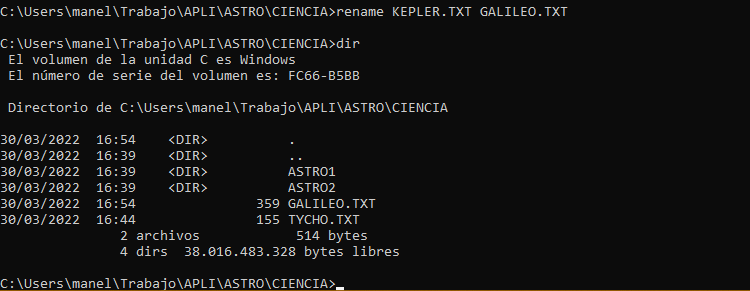 C:\Users\manel\Trabajo\APLI\ASTRO\CIENCIA>rename KEPLER.TXT GALILEO.TXT
C:\Users\manel\Trabajo\APLI\ASTRO\CIENCIA>dir
 El volumen de la unidad C es Windows
 El número de serie del volumen es: FC66-B5BB
 Directorio de C:\Users\manel\Trabajo\APLI\ASTRO\CIENCIA
30/03/2022  16:54    <DIR>          .
30/03/2022  16:39    <DIR>          ..
30/03/2022  16:39    <DIR>          ASTRO1
30/03/2022  16:39    <DIR>          ASTRO2
30/03/2022  16:54               359 GALILEO.TXT
30/03/2022  16:44               155 TYCHO.TXT
               2 archivos            514 bytes
               4 dirs  38.016.483.328 bytes libres
C:\Users\manel\Trabajo\APLI\ASTRO\CIENCIA>